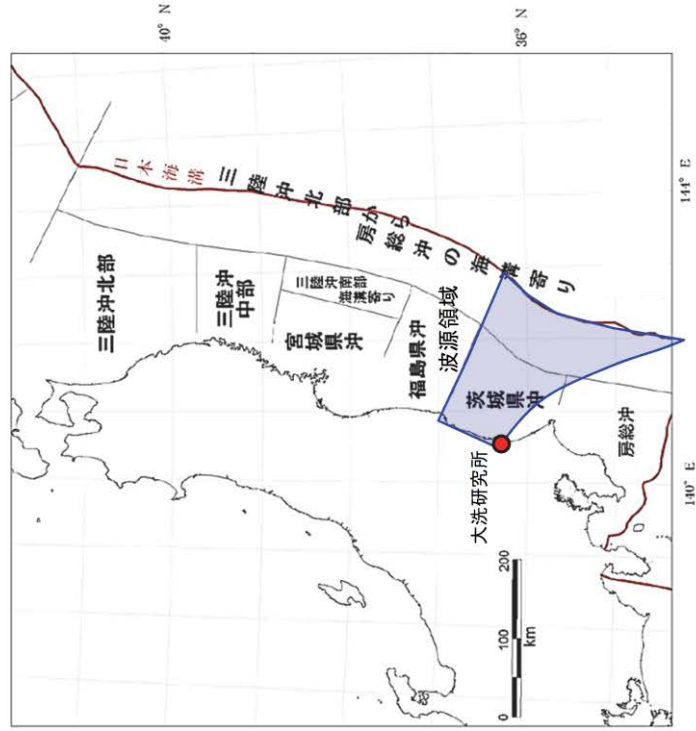 40° N
36° N
144° E
140° E
日本海溝
三陸沖北部から
房総沖の海溝寄り
三陸沖北部
三陸沖
中部
三陸沖南部
海溝寄り
宮城県沖
福島県沖
波源領域
茨城県沖
房総沖
大洗研究所
0 100 200
km